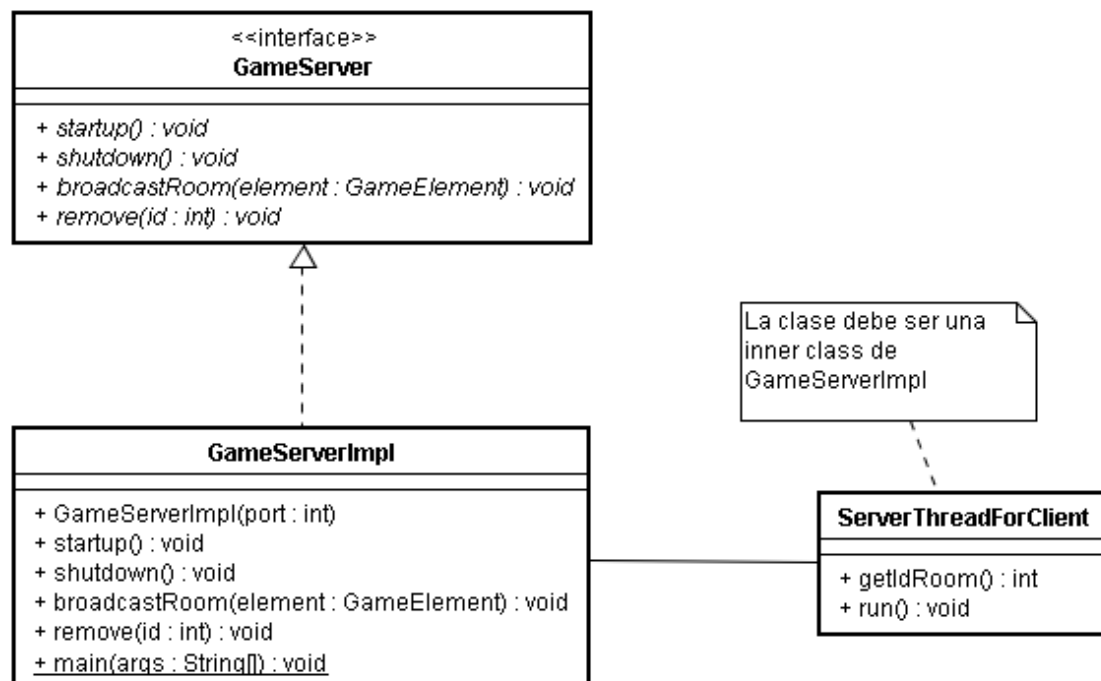 <<interface>>
GameServer
+ startup() : void
+ shutdown() : void
+ broadcastRoom(element : GameElement) : void
+ remove(id : int) : void
La clase debe ser una
inner class de
GameServerImpl
GameServerImpl
+ GameServerImpl(port : int)
+ startup() : void
+ shutdown() : void
+ broadcastRoom(element : GameElement) : void
+ remove(id : int) : void
+ main(args : String[]) : void
ServerThreadForClient
+ getIdRoom() : int
+ run() : void